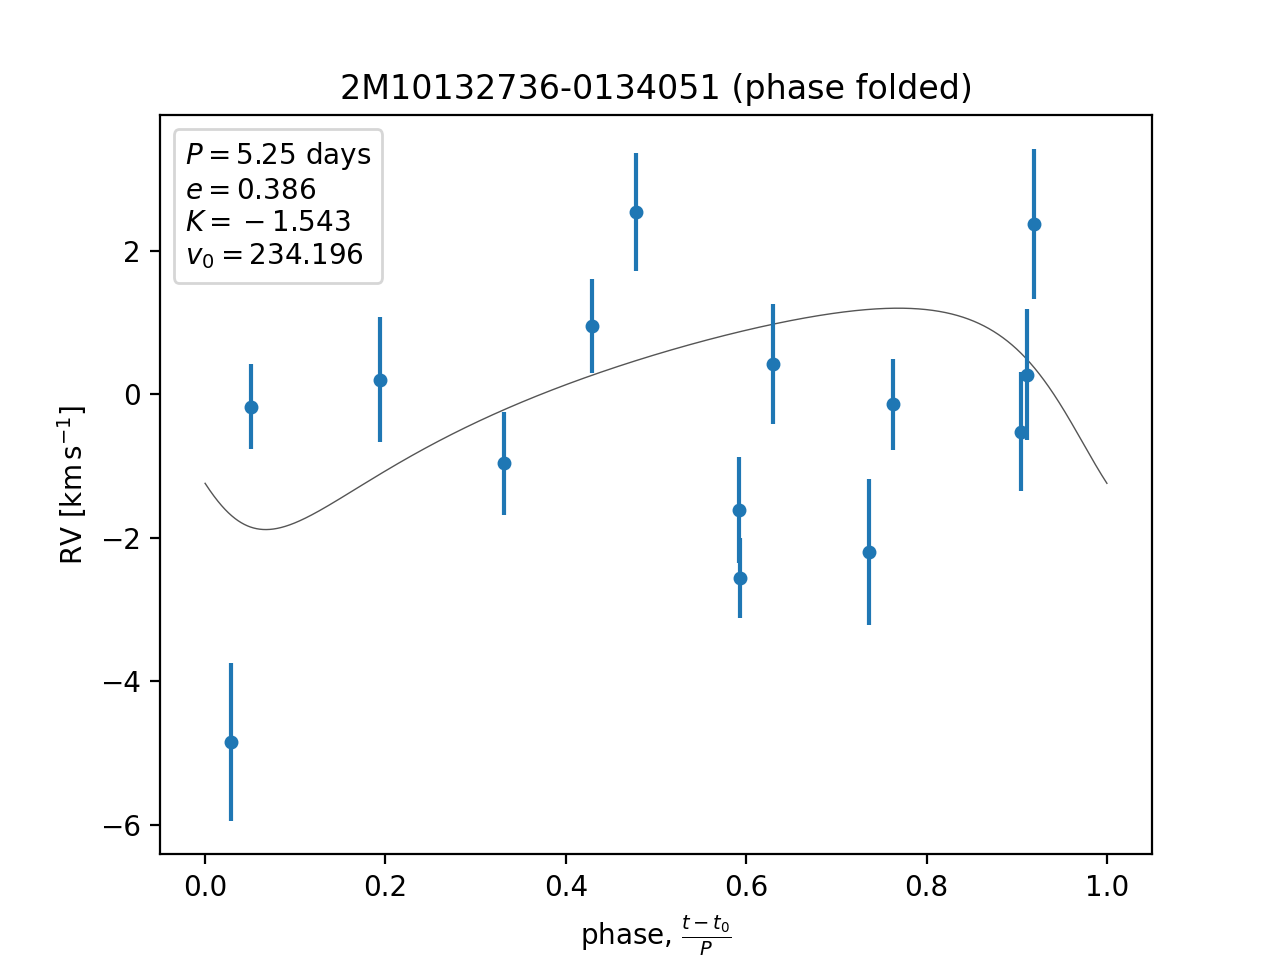 2M10132736-0134051 (phase folded)
P = 5.25 days
e = 0.386
K = −1.543
v₀ = 234.196
2
0
−2
−4
−6
RV [km s⁻¹]
0.0 0.2 0.4 0.6 0.8 1.0
phase, (t − t₀)/P